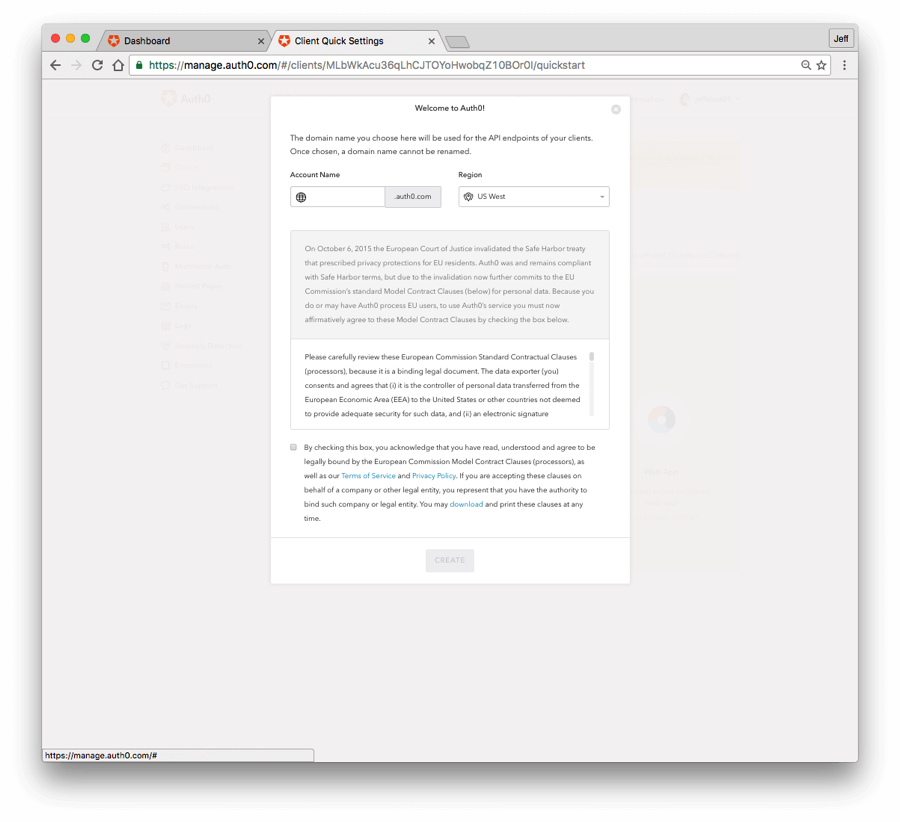 Dashboard
Client Quick Settings
Jeff
https://manage.auth0.com/#/clients/MLbWkAcu36qLhCJTOYoHwobqZ10BOr0l/quickstart
Auth0
Welcome to Auth0!
The domain name you choose here will be used for the API endpoints of your clients.
Once chosen, a domain name cannot be renamed.
Account Name
Region
.auth0.com
US West
On October 6, 2015 the European Court of Justice invalidated the Safe Harbor treaty
that prescribed privacy protections for EU residents. Auth0 was and remains compliant
with Safe Harbor terms, but due to the invalidation now further commits to the EU
Commission's standard Model Contract Clauses (below) for personal data. Because you
do or may have Auth0 process EU users, to use Auth0's service you must now
affirmatively agree to these Model Contract Clauses by checking the box below.
Please carefully review these European Commission Standard Contractual Clauses
(processors), because it is a binding legal document. The data exporter (you)
consents and agrees that (i) it is the controller of personal data transferred from the
European Economic Area (EEA) to the United States or other countries not deemed
to provide adequate security for such data, and (ii) an electronic signature
By checking this box, you acknowledge that you have read, understood and agree to be
legally bound by the European Commission Model Contract Clauses (processors), as
well as our Terms of Service and Privacy Policy. If you are accepting these clauses on
behalf of a company or other legal entity, you represent that you have the authority to
bind such company or legal entity. You may download and print these clauses at any
time.
CREATE
https://manage.auth0.com/#